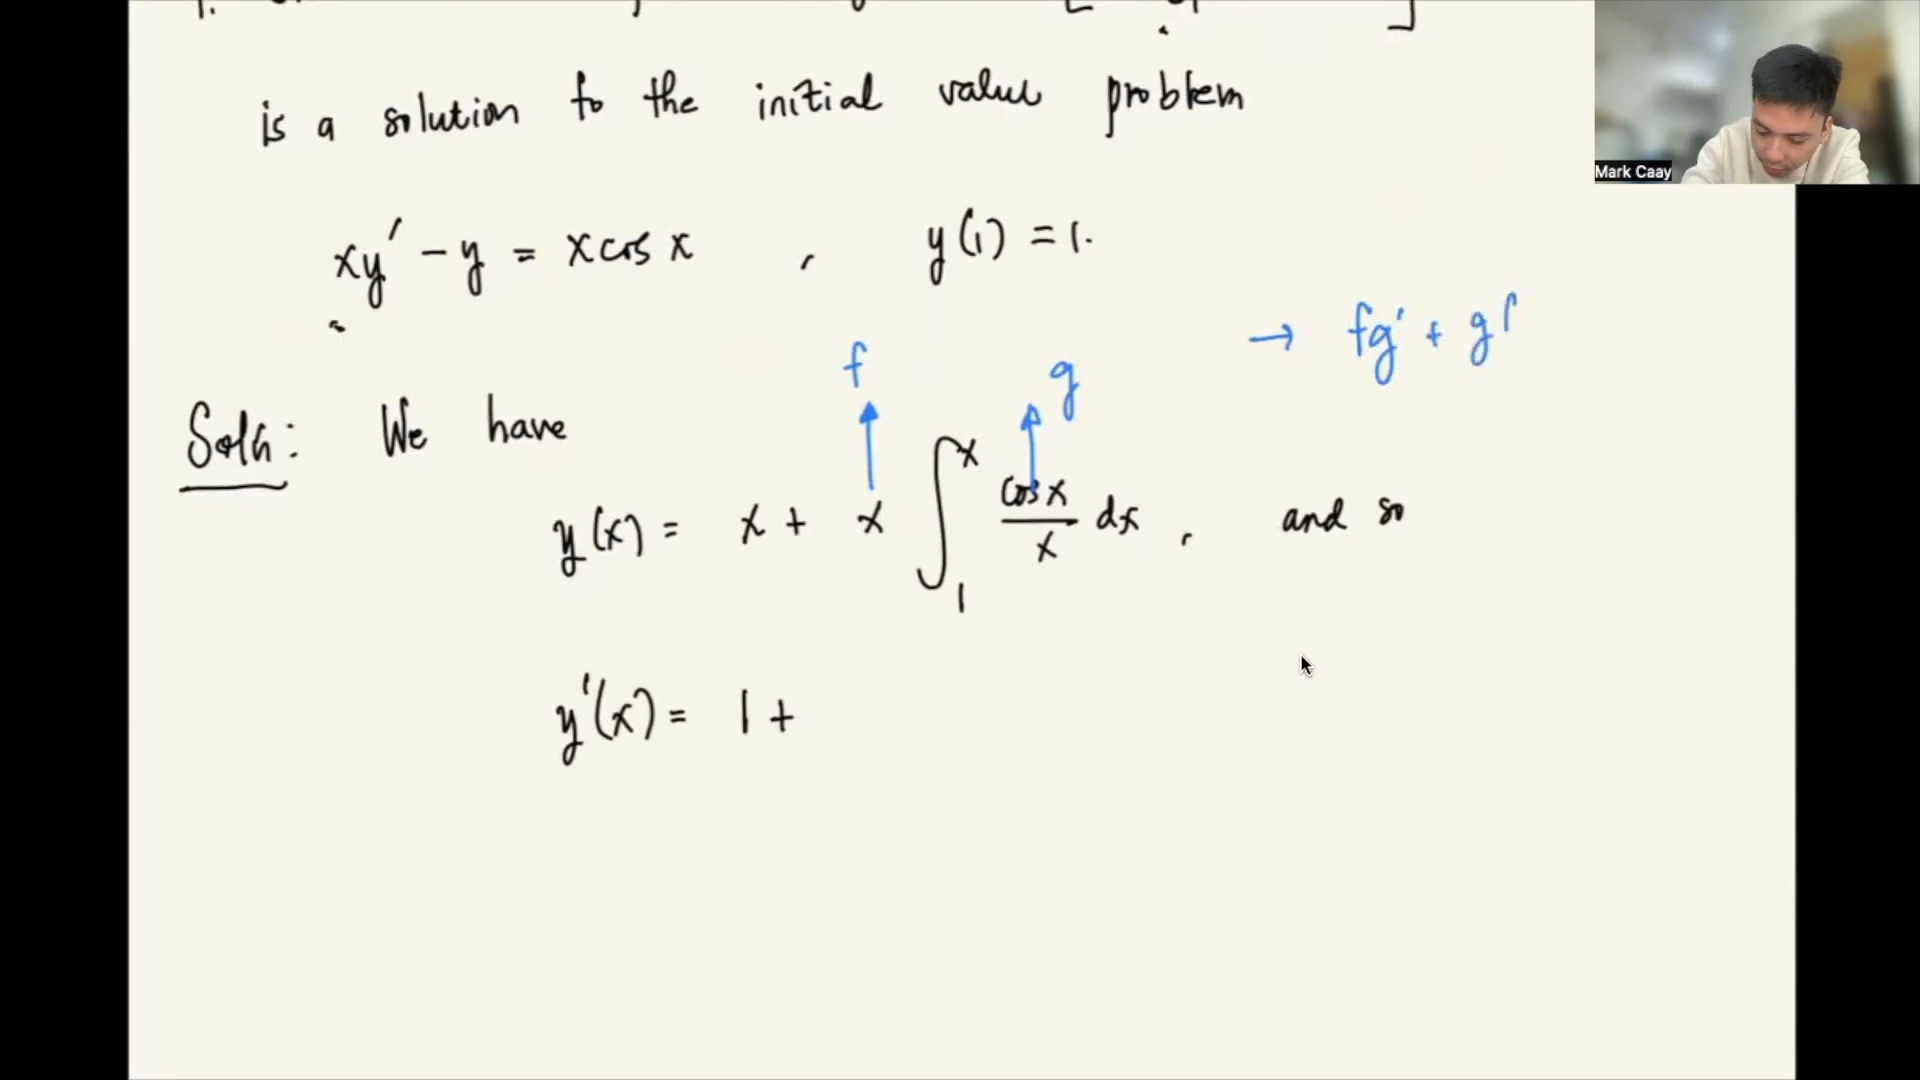 is a solution to the initial value problem
Mark Caay
xy' - y = x cos x , y(1) = 1.
→ fg' + gf
f g
Soln: We have
y(x) = x + x ∫₁ˣ cos x / x dx , and so
y'(x) = 1 +